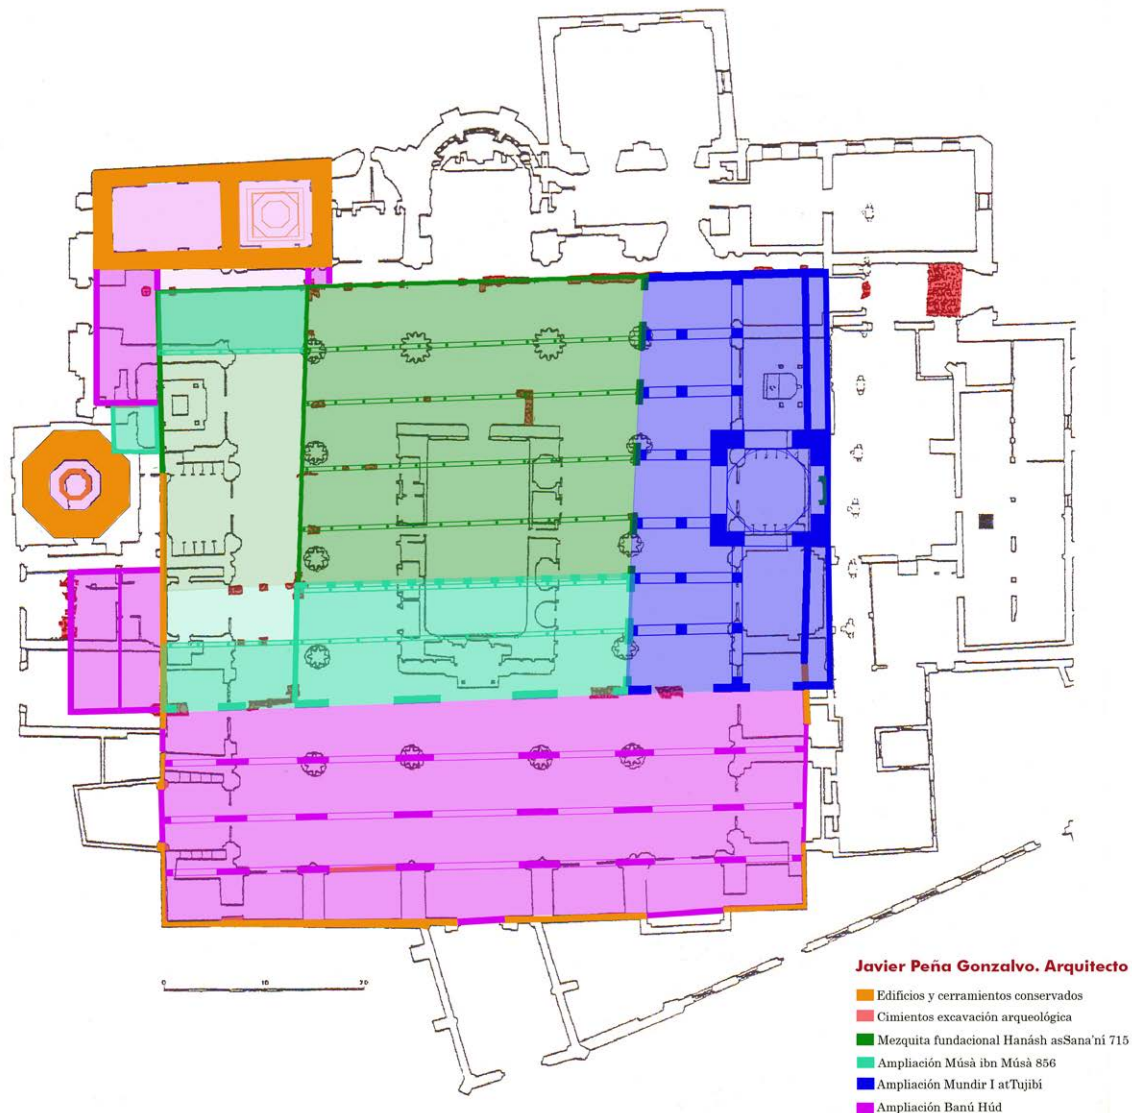 0 10 20
Javier Peña Gonzalvo. Arquitecto
Edificios y cerramientos conservados
Cimientos excavación arqueológica
Mezquita fundacional Hanásh asSana'ní 715
Ampliación Músà ibn Músà 856
Ampliación Mundir I atTujibí
Ampliación Banú Húd